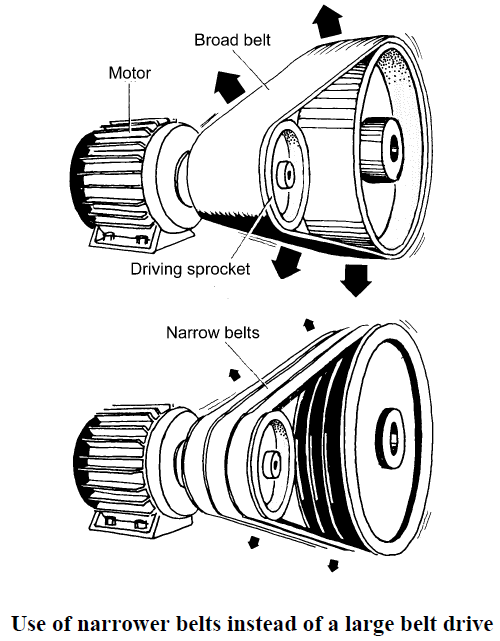 Broad belt
Motor
Driving sprocket
Narrow belts
Use of narrower belts instead of a large belt drive